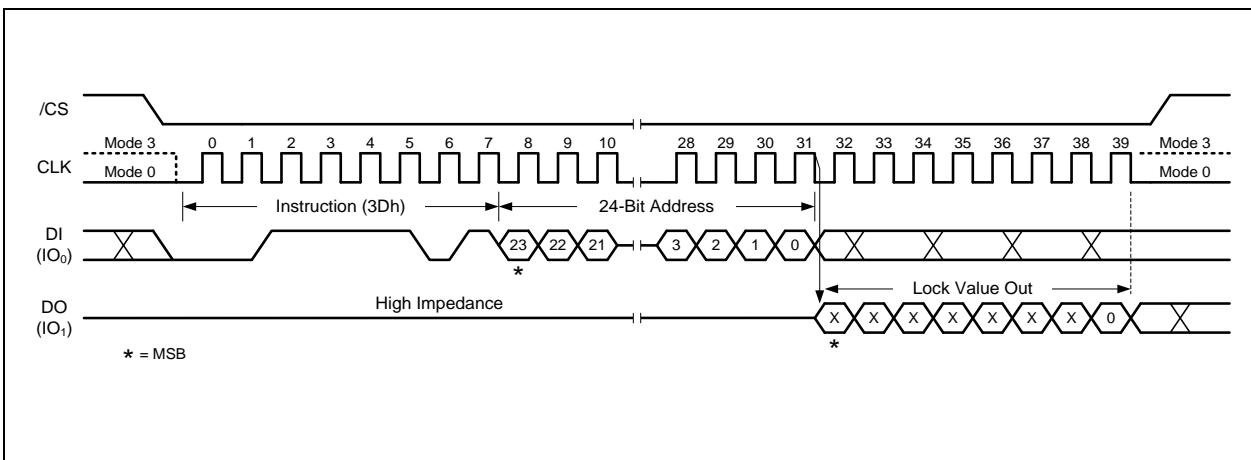 /CS
Mode 3 0 1 2 3 4 5 6 7 8 9 10 28 29 30 31 32 33 34 35 36 37 38 39 Mode 3
CLK
Mode 0 Mode 0
Instruction (3Dh) 24-Bit Address
DI
(IO₀)
23 22 21 3 2 1 0
*
Lock Value Out
High Impedance
DO
(IO₁)
X X X X X X X 0
*
* = MSB